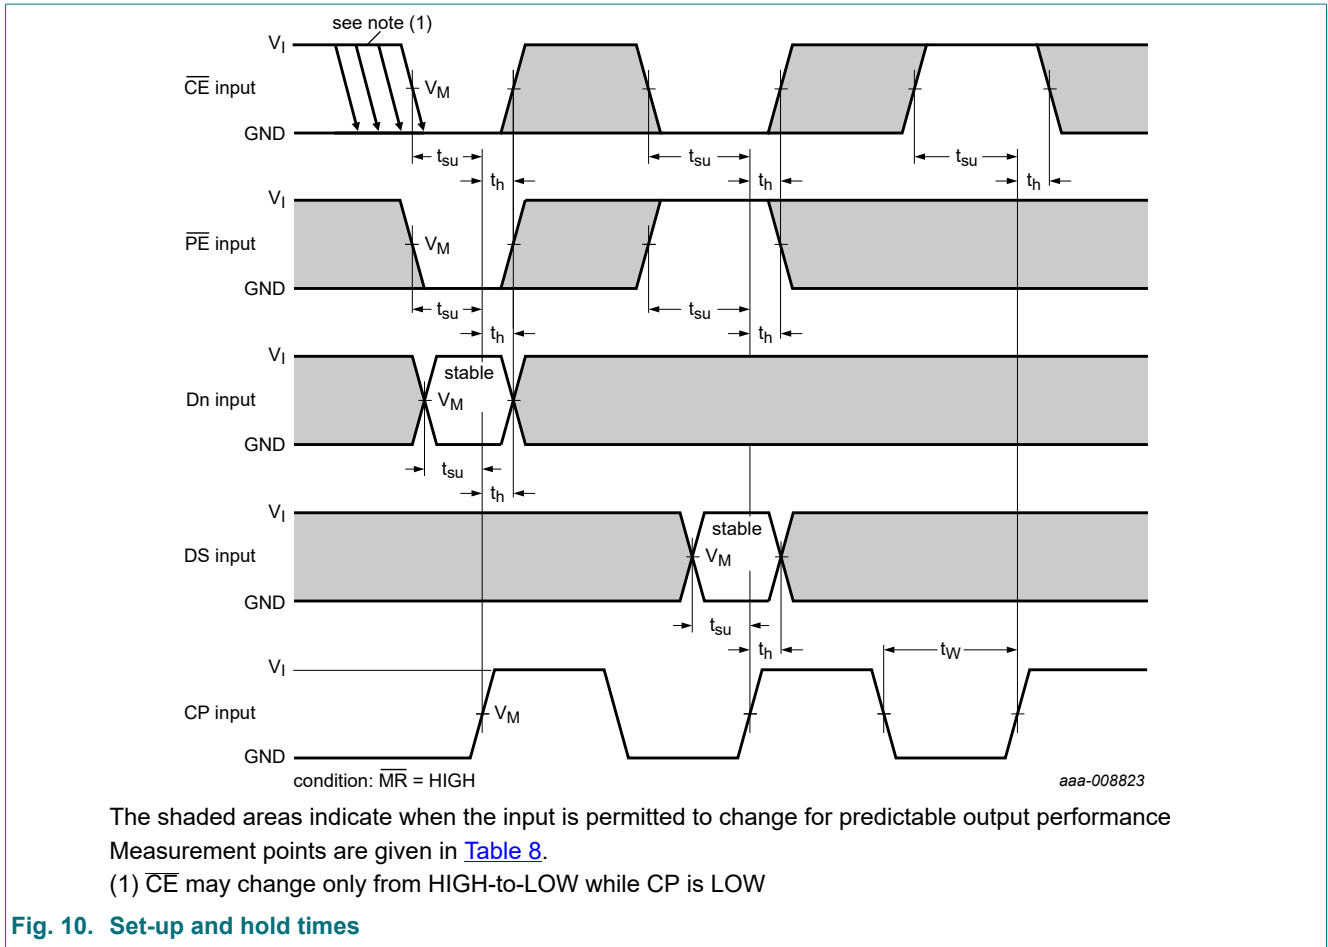 see note (1)
VI
CE input
VM
GND
tsu
tsu
tsu
th
th
th
VI
PE input
VM
GND
tsu
tsu
th
th
VI
stable
Dn input
VM
GND
tsu
th
VI
stable
DS input
VM
GND
tsu
th
tW
VI
CP input
VM
GND
condition: MR = HIGH
aaa-008823
The shaded areas indicate when the input is permitted to change for predictable output performance
Measurement points are given in Table 8.
(1) CE may change only from HIGH-to-LOW while CP is LOW
Fig. 10. Set-up and hold times